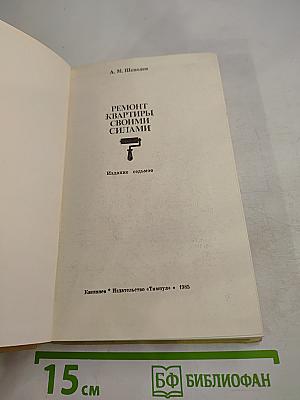 А. М. Шепелев
РЕМОНТ
КВАРТИРЫ
СВОИМИ
СИЛАМИ
Издание седьмое
Кишинев * Издательство «Тимпул» * 1985
15 см
БФ БИБЛИОФАН